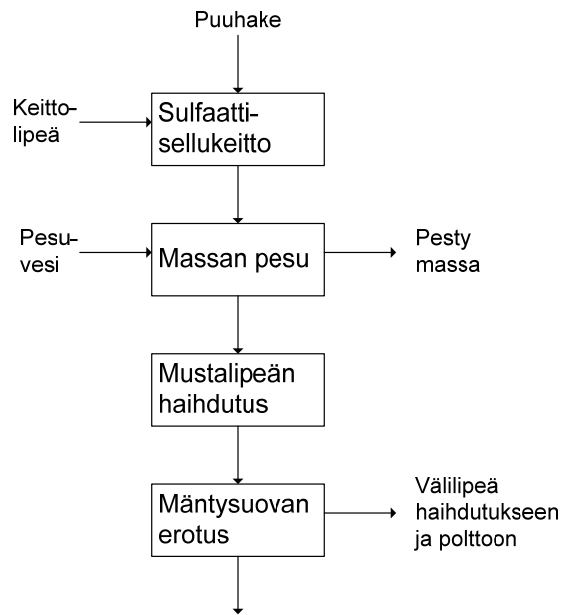 Puuhake
Keitto-
lipeä
Sulfaatti-
sellukeitto
Pesu-
vesi
Massan pesu
Pesty
massa
Mustalipeän
haihdutus
Mäntysuovan
erotus
Välilipeä
haihdutukseen
ja polttoon